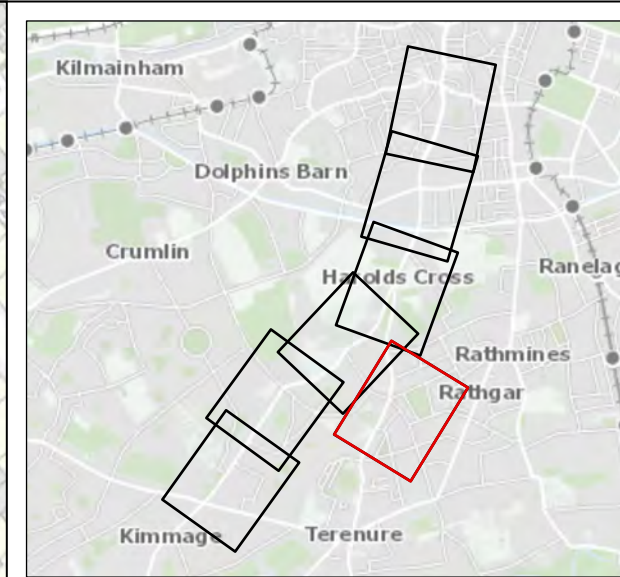 Kilmainham
Dolphins Barn
Crumlin
Harolds Cross
Ranelag
Rathmines
Rathgar
Kimmage
Terenure